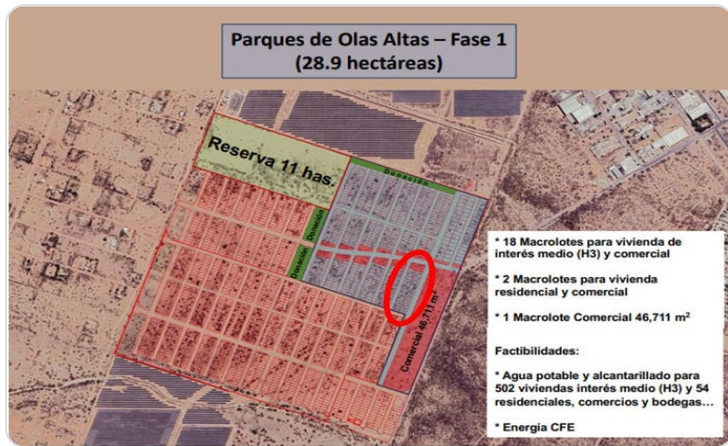 Parques de Olas Altas – Fase 1
(28.9 hectáreas)
Reserva 11 has.
Donación
Donación
Donación
Comercial 46,711 m²
* 18 Macrolotes para vivienda de
interés medio (H3) y comercial
* 2 Macrolotes para vivienda
residencial y comercial
* 1 Macrolote Comercial 46,711 m²
Factibilidades:
* Agua potable y alcantarillado para
502 viviendas interés medio (H3) y 54
residenciales, comercios y bodegas...
* Energía CFE